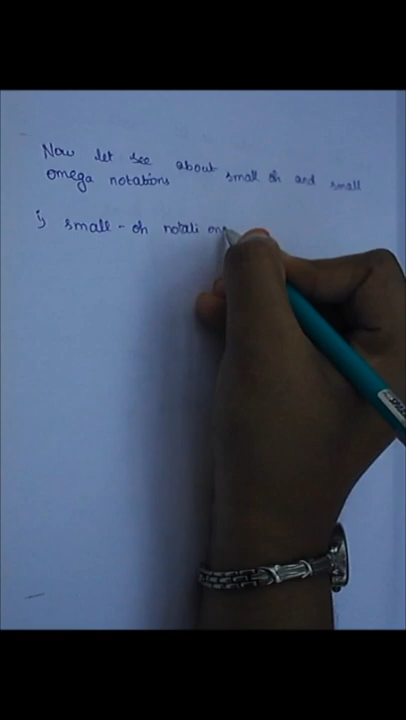 Now let see about small oh and small
omega notations
i) small - oh notation